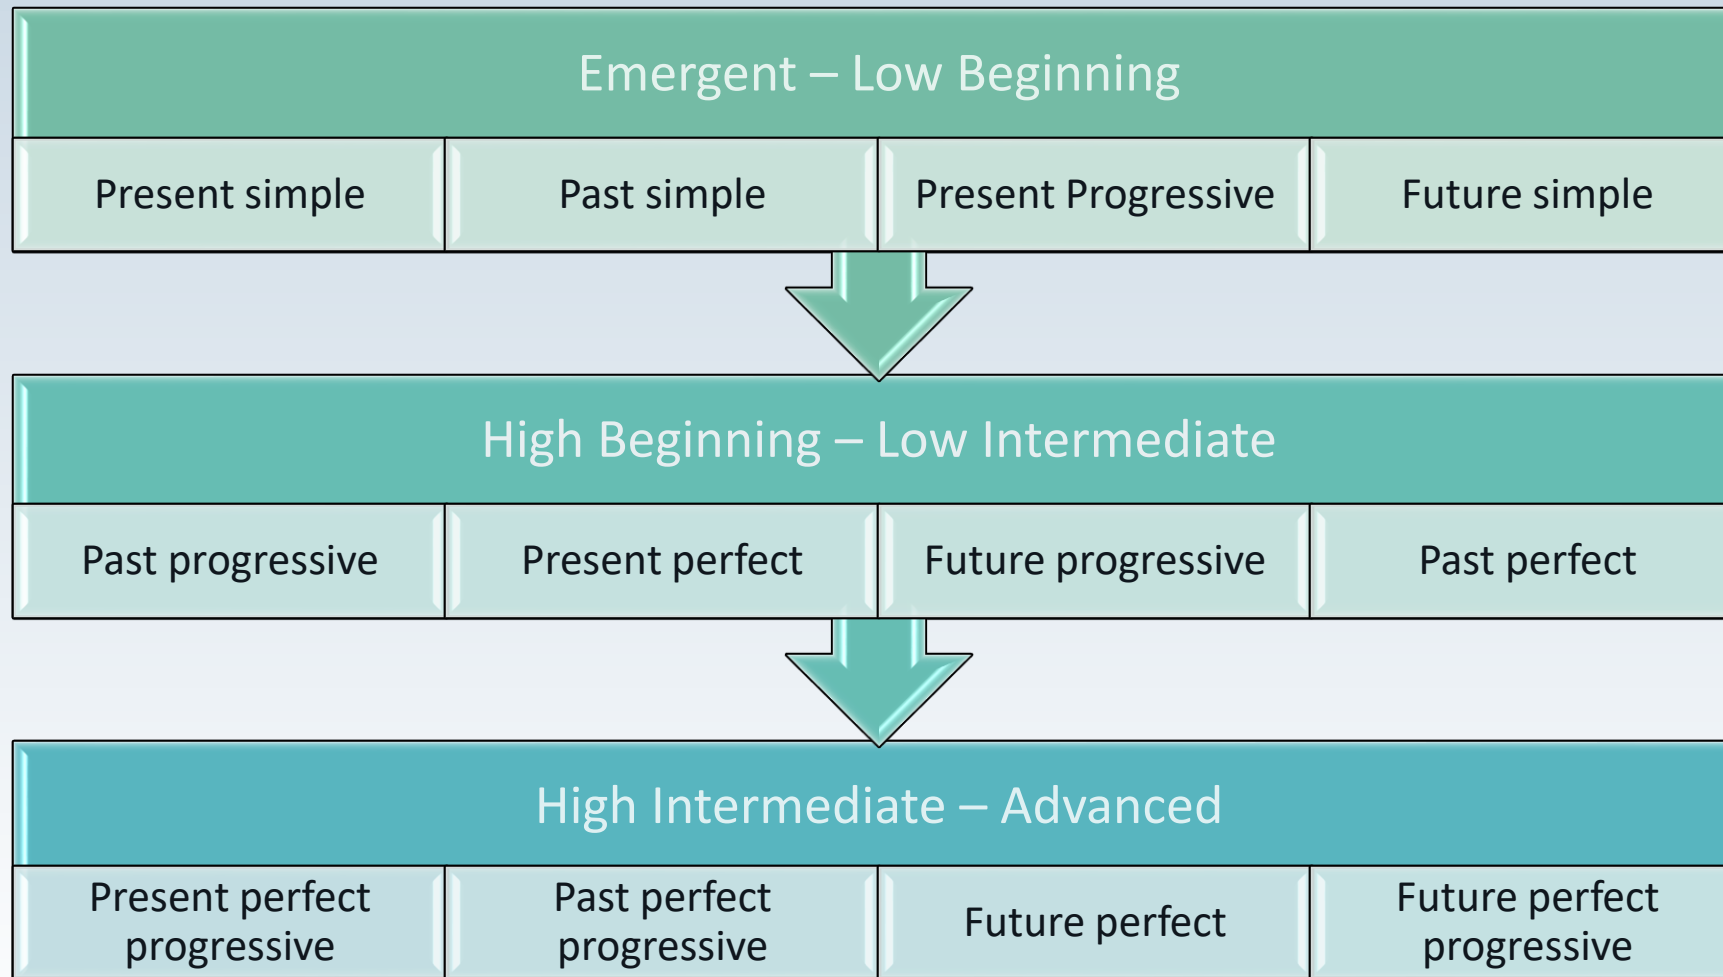 Emergent – Low Beginning
Present simple
Past simple
Present Progressive
Future simple
High Beginning – Low Intermediate
Past progressive
Present perfect
Future progressive
Past perfect
High Intermediate – Advanced
Present perfect
progressive
Past perfect
progressive
Future perfect
Future perfect
progressive